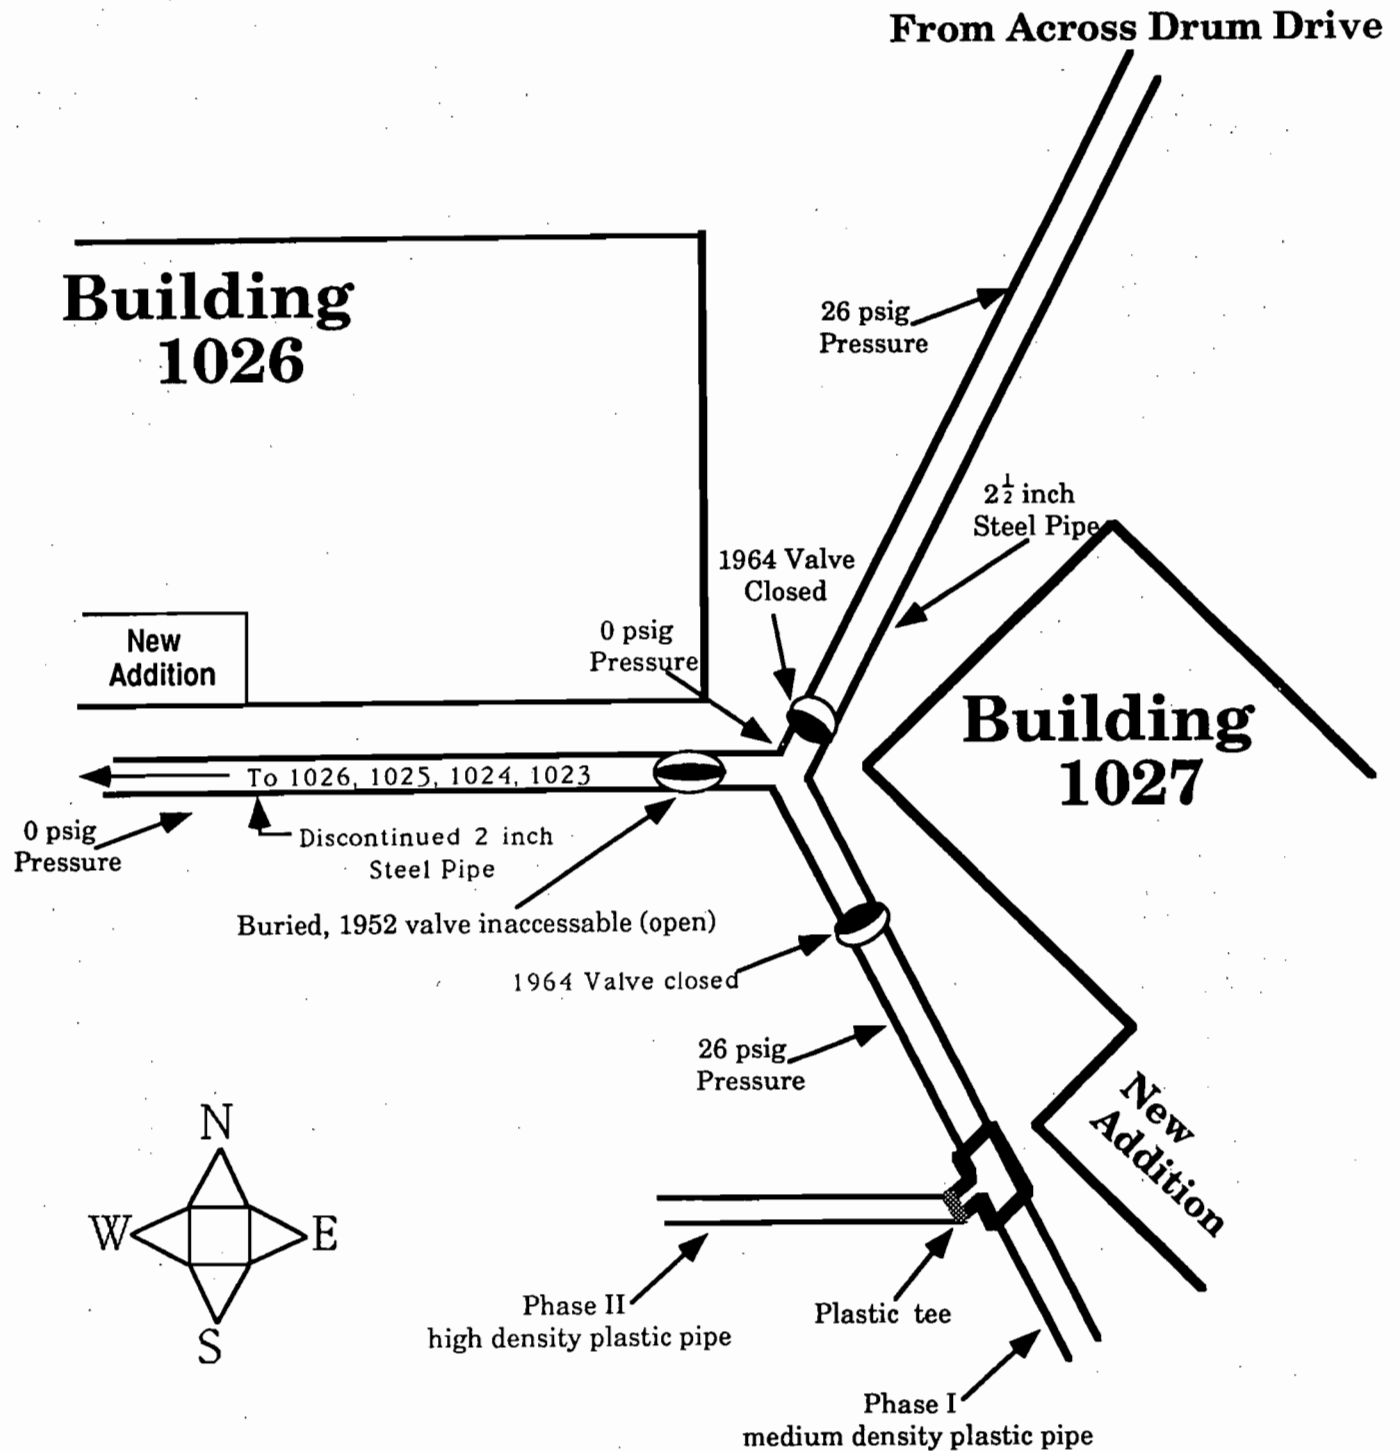 From Across Drum Drive
Building
1026
26 psig
Pressure
2½ inch
Steel Pipe
1964 Valve
Closed
0 psig
Pressure
New
Addition
Building
1027
To 1026, 1025, 1024, 1023
0 psig
Pressure
Discontinued 2 inch
Steel Pipe
Buried, 1952 valve inaccessable (open)
1964 Valve closed
26 psig
Pressure
New
Addition
N
W
E
S
Phase II
high density plastic pipe
Plastic tee
Phase I
medium density plastic pipe